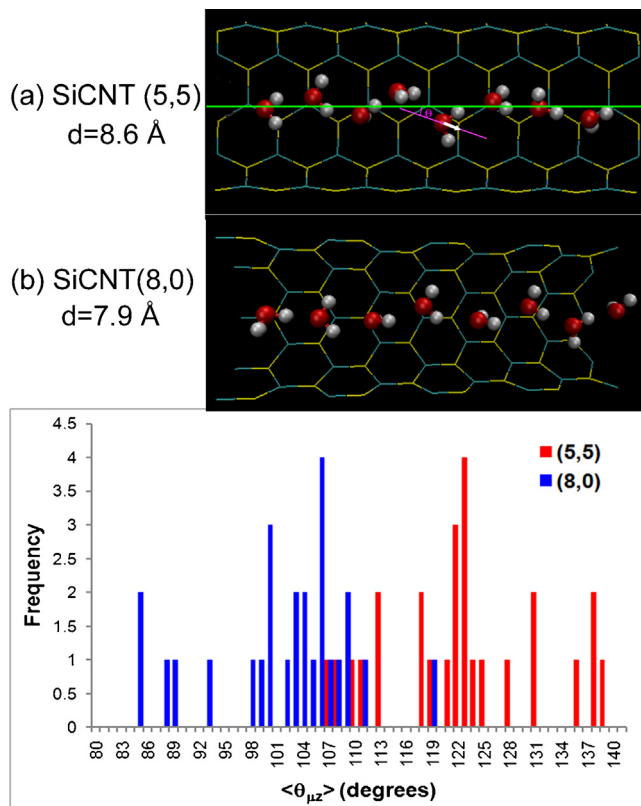 (a) SiCNT (5,5)
d=8.6 Å
θ
(b) SiCNT(8,0)
d=7.9 Å
4.5
4
3.5
3
2.5
2
1.5
1
0.5
0
Frequency
(5,5)
(8,0)
80 83 86 89 92 95 98 101 104 107 110 113 116 119 122 125 128 131 134 137 140
<θμz> (degrees)